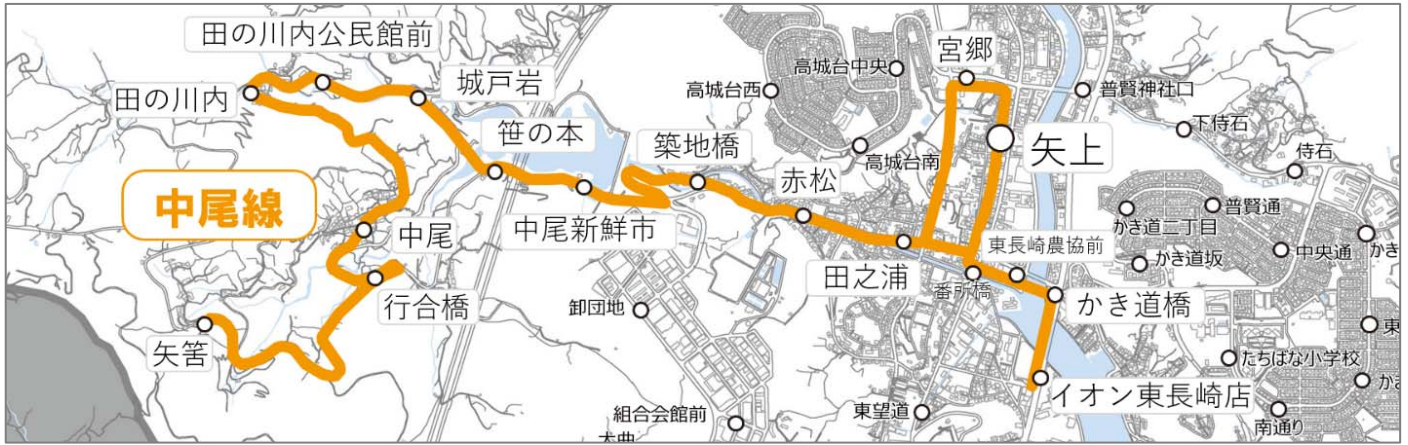 田の川内公民館前
宮郷
高城台中央
城戸岩
高城台西
普賢神社口
田の川内
笹の本
築地橋
矢上
下侍石
高城台南
侍石
赤松
中尾線
普賢通
かき道二丁目
中尾
中尾新鮮市
東長崎農協前
中央通
かき
かき道坂
田之浦
番所橋
行合橋
かき道橋
卸団地
矢筈
東
たちばな小学校
イオン東長崎店
か
組合会館前
東望道
南通り